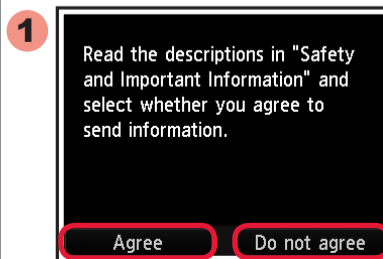 1
Read the descriptions in "Safety
and Important Information" and
select whether you agree to
send information.
Agree Do not agree